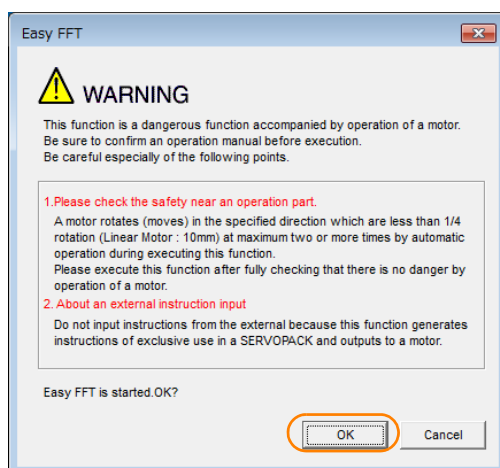 Easy FFT
WARNING
This function is a dangerous function accompanied by operation of a motor.
Be sure to confirm an operation manual before execution.
Be careful especially of the following points.
1.Please check the safety near an operation part.
A motor rotates (moves) in the specified direction which are less than 1/4
rotation (Linear Motor : 10mm) at maximum two or more times by automatic
operation during executing this function.
Please execute this function after fully checking that there is no danger by
operation of a motor.
2. About an external instruction input
Do not input instructions from the external because this function generates
instructions of exclusive use in a SERVOPACK and outputs to a motor.
Easy FFT is started.OK?
OK
Cancel